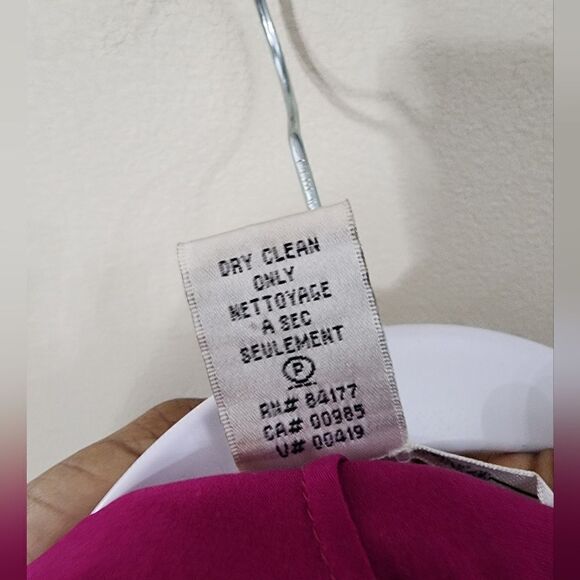 DRY CLEAN
ONLY
NETTOYAGE
A SEC
SEULEMENT
P
RN# 84177
CA# 00985
V# 00419